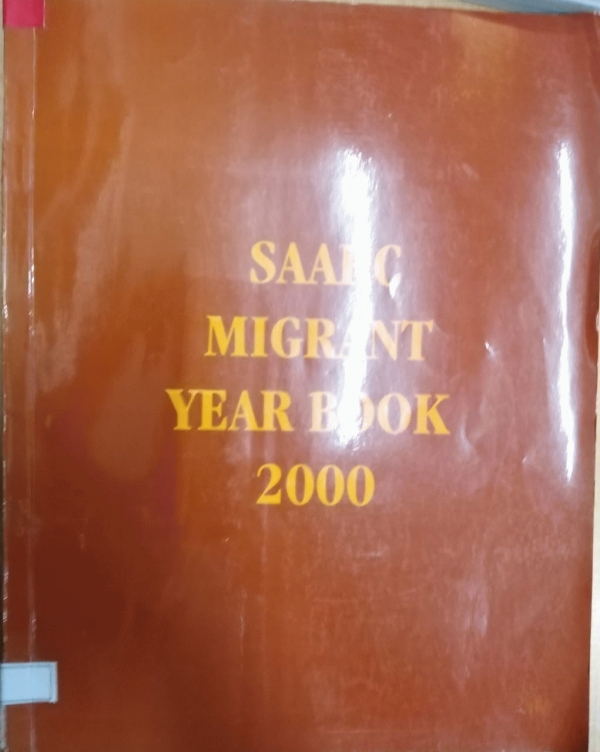 SAARC
MIGRANT
YEAR BOOK
2000